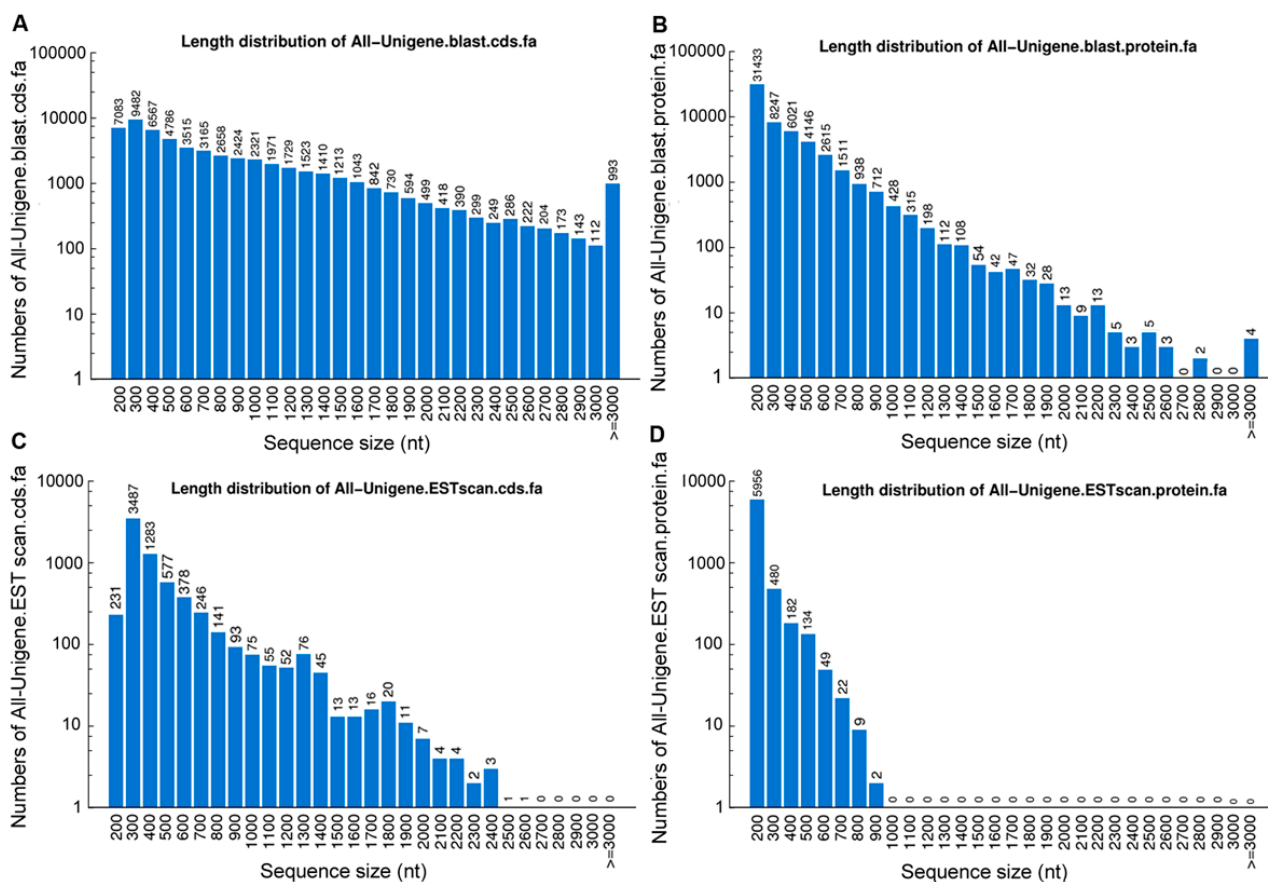 A
Length distribution of All-Unigene.blast.cds.fa
Numbers of All-Unigene.blast.cds.fa
100000
10000
1000
100
10
1
7083 9482 6567 4786 3515 3165 2658 2424 2321 1971 1729 1523 1410 1213 1043 842 730 594 499 418 390 299 249 286 222 204 173 143 112 993
200 300 400 500 600 700 800 900 1000 1100 1200 1300 1400 1500 1600 1700 1800 1900 2000 2100 2200 2300 2400 2500 2600 2700 2800 2900 3000 >=3000
Sequence size (nt)
B
Length distribution of All-Unigene.blast.protein.fa
Numbers of All-Unigene.blast.protein.fa
100000
10000
1000
100
10
1
31433 8247 6021 4146 2615 1511 938 712 428 315 198 112 108 54 42 47 32 28 13 9 13 5 3 5 3 0 2 0 0 4
200 300 400 500 600 700 800 900 1000 1100 1200 1300 1400 1500 1600 1700 1800 1900 2000 2100 2200 2300 2400 2500 2600 2700 2800 2900 3000 >=3000
Sequence size (nt)
C
Length distribution of All-Unigene.ESTscan.cds.fa
Numbers of All-Unigene.EST scan.cds.fa
10000
1000
100
10
1
231 3487 1283 577 378 246 141 93 75 55 52 76 45 13 13 16 20 11 7 4 4 2 3 1 1 0 0 0 0 0
200 300 400 500 600 700 800 900 1000 1100 1200 1300 1400 1500 1600 1700 1800 1900 2000 2100 2200 2300 2400 2500 2600 2700 2800 2900 3000 >=3000
Sequence size (nt)
D
Length distribution of All-Unigene.ESTscan.protein.fa
Numbers of All-Unigene.EST scan.protein.fa
10000
1000
100
10
1
5956 480 182 134 49 22 9 2 0 0 0 0 0 0 0 0 0 0 0 0 0 0 0 0 0 0 0 0 0 0
200 300 400 500 600 700 800 900 1000 1100 1200 1300 1400 1500 1600 1700 1800 1900 2000 2100 2200 2300 2400 2500 2600 2700 2800 2900 3000 >=3000
Sequence size (nt)